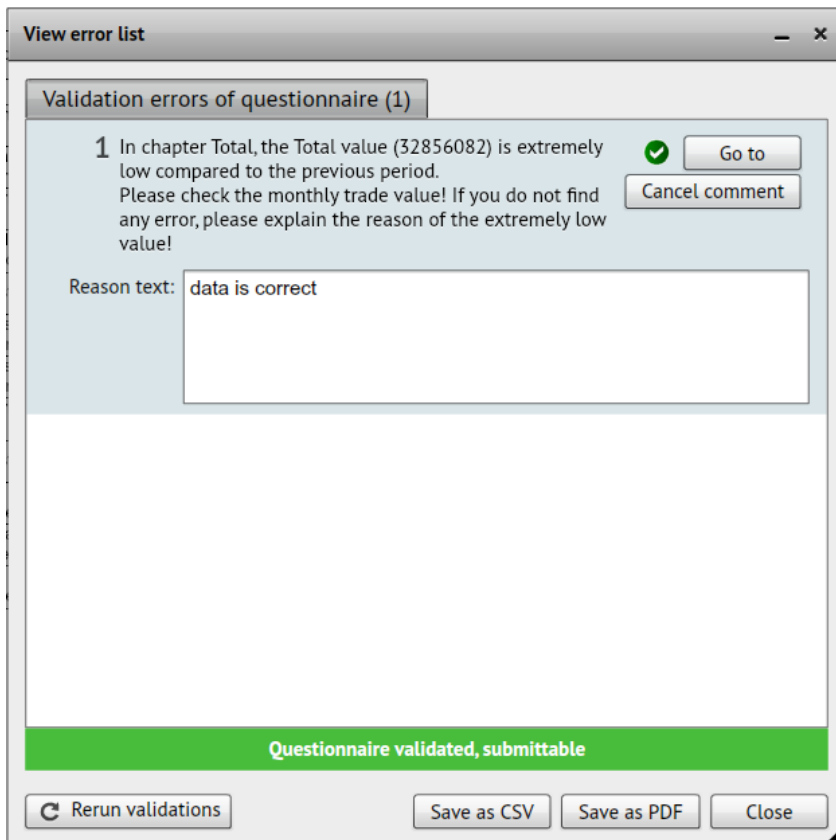 View error list
Validation errors of questionnaire (1)
1 In chapter Total, the Total value (32856082) is extremely
low compared to the previous period.
Please check the monthly trade value! If you do not find
any error, please explain the reason of the extremely low
value!
Go to
Cancel comment
Reason text: data is correct
Questionnaire validated, submittable
Rerun validations
Save as CSV
Save as PDF
Close